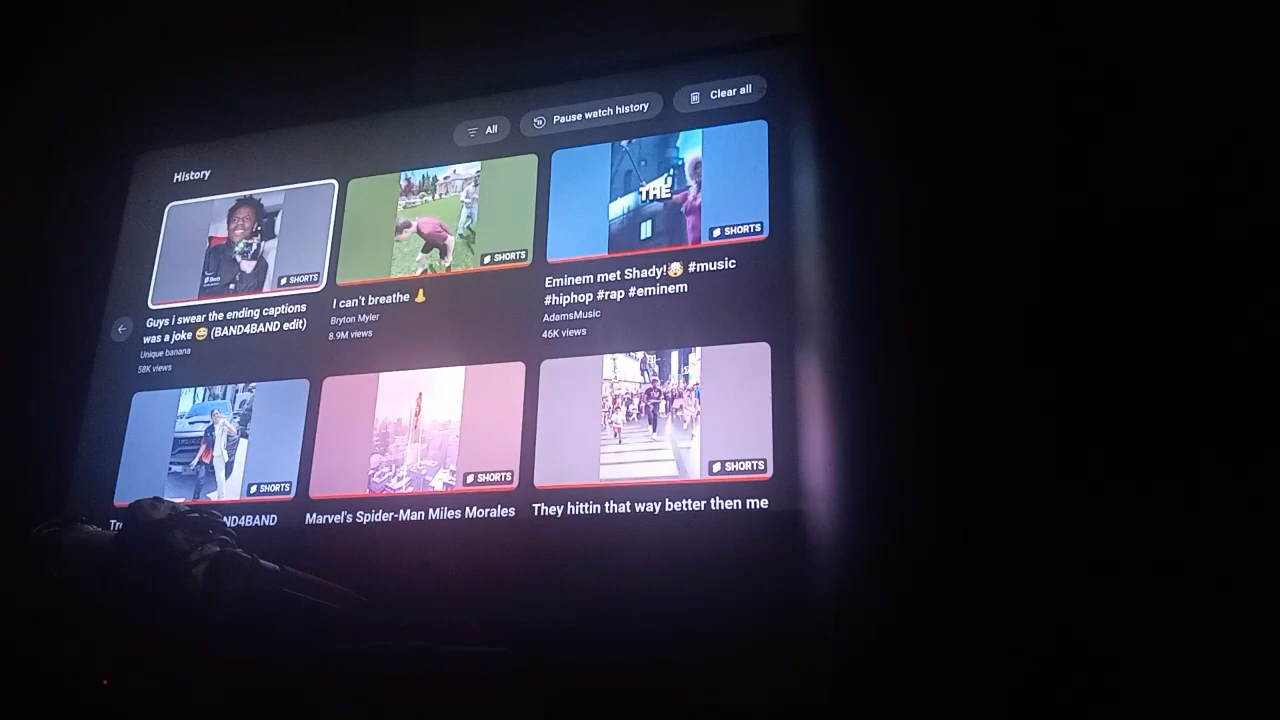 All
Pause watch history
Clear all
History
SHORTS
SHORTS
THE
SHORTS
Guys i swear the ending captions
was a joke 😅 (BAND4BAND edit)
Unique banana
58K views
I can't breathe 👃
Bryton Myler
8.9M views
Eminem met Shady!🤯 #music
#hiphop #rap #eminem
AdamsMusic
46K views
SHORTS
SHORTS
SHORTS
ND4BAND
Marvel's Spider-Man Miles Morales
They hittin that way better then me